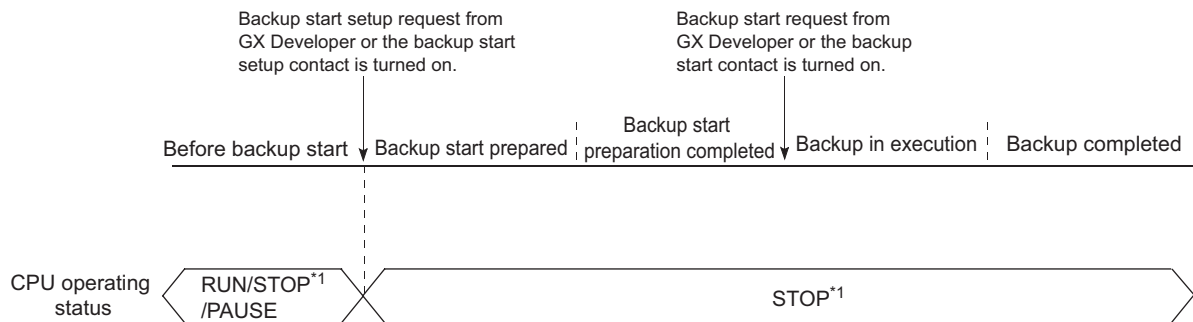 Backup start setup request from
GX Developer or the backup start
setup contact is turned on.
Backup start request from
GX Developer or the backup
start contact is turned on.
Before backup start
Backup start prepared
Backup start
preparation completed
Backup in execution
Backup completed
CPU operating
status
RUN/STOP*1
/PAUSE
STOP*1